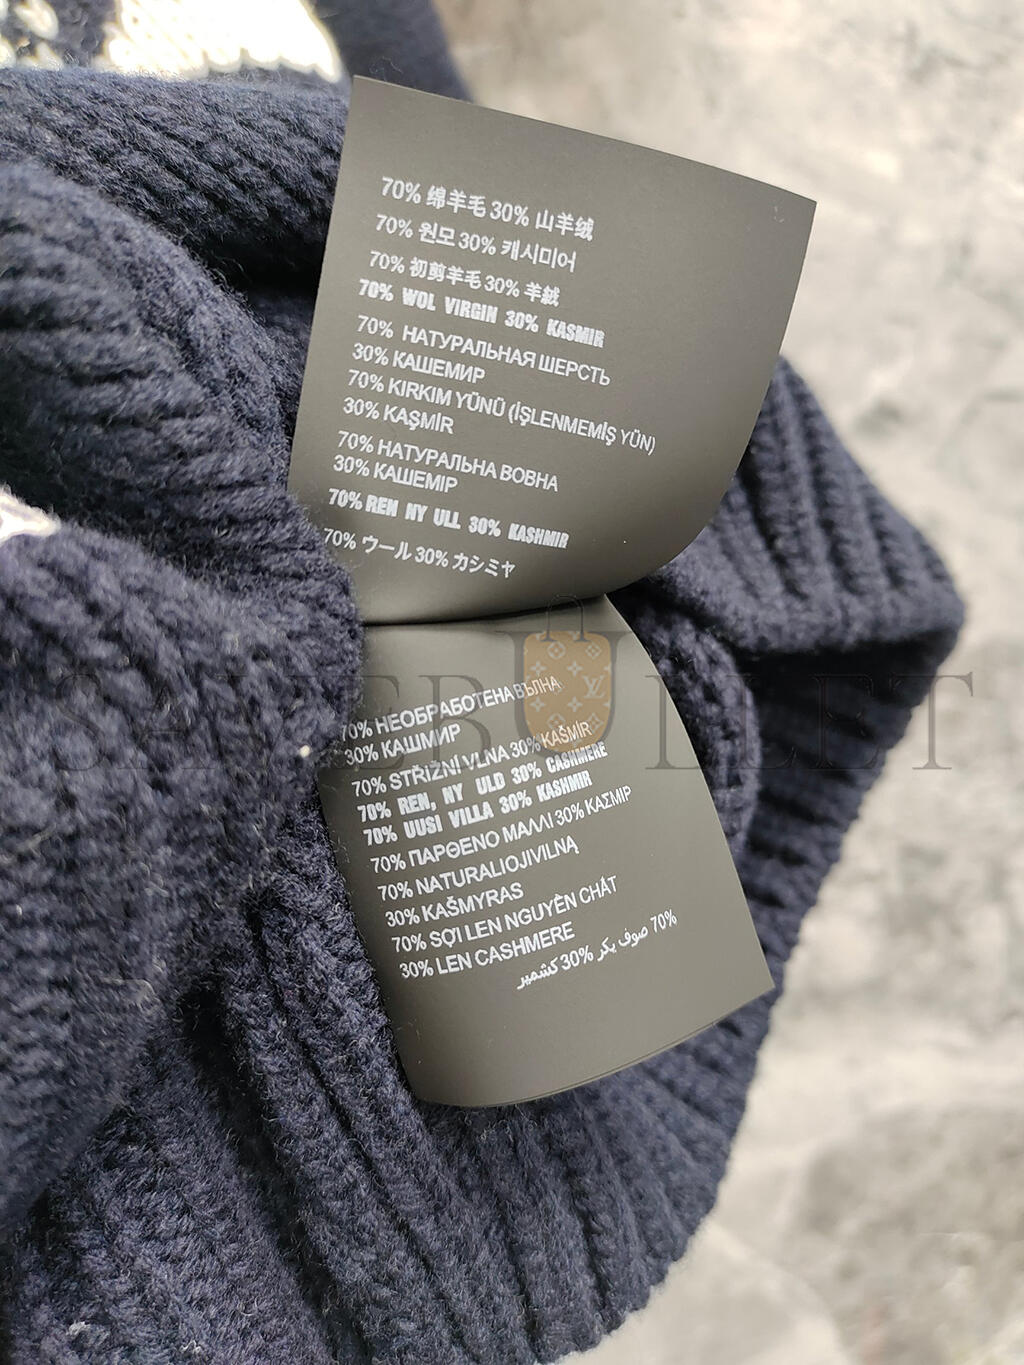 70% 绵羊毛 30% 山羊绒
70% 원모 30% 캐시미어
70% 初剪羊毛 30% 羊絨
70% WOL VIRGIN 30% KASMIR
70% НАТУРАЛЬНАЯ ШЕРСТЬ
30% КАШЕМИР
70% KIRKIM YÜNÜ (İŞLENMEMİŞ YÜN)
30% KAŞMİR
70% НАТУРАЛЬНА ВОВНА
30% КАШЕМІР
70% REN NY ULL 30% KASHMIR
70% ウール 30% カシミヤ
SAVEBULLET
70% НЕОБРАБОТЕНА ВЪЛНА
30% КАШМИР
70% STRIŽNÍ VLNA 30% KAŠMÍR
70% REN, NY ULD 30% CASHMERE
70% UUSI VILLA 30% KASHMIR
70% ΠΑΡΘΕΝΟ ΜΑΛΛΙ 30% ΚΑΣΜΙΡ
70% NATURALIOJIVILNĄ
30% KAŠMYRAS
70% SỢI LEN NGUYÊN CHẤT
30% LEN CASHMERE
70% صوف بكر 30% كشمير